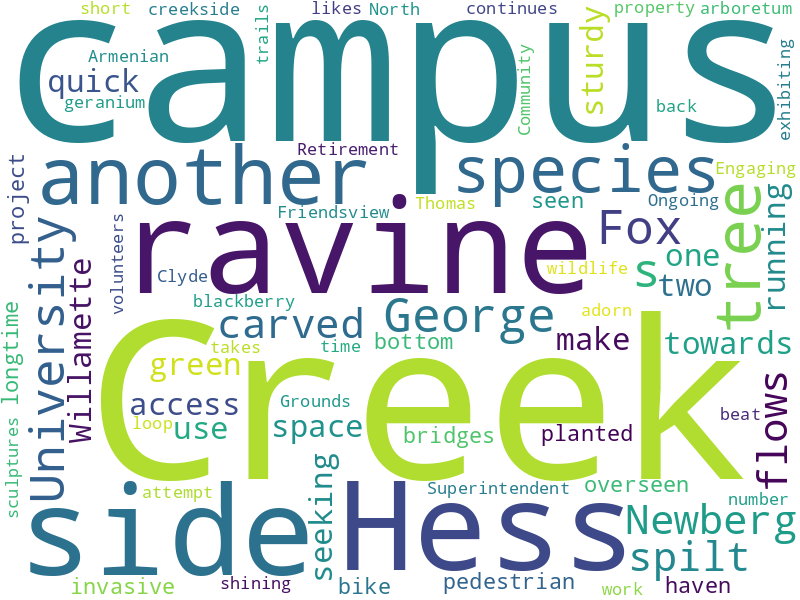 short
creekside
likes
North
continues
property
arboretum
campus
Armenian
quick
geranium
trails
Community
sturdy
back
exhibiting
Retirement
another
species
Engaging
project
Friendsview
Thomas
seen
Ongoing
ravine
Fox
tree
running
University
volunteers
Clyde
wildlife
s
one
two
Willamette
blackberry
carved
George
adorn
make
towards
bottom
takes
time
green
longtime
Creek
access
Grounds
loop
use
space
bridges
planted
beat
flows
sculptures
side
attempt
seeking
Hess
Superintendent
overseen
number
Newberg
spilt
invasive
shining
bike
pedestrian
work
haven